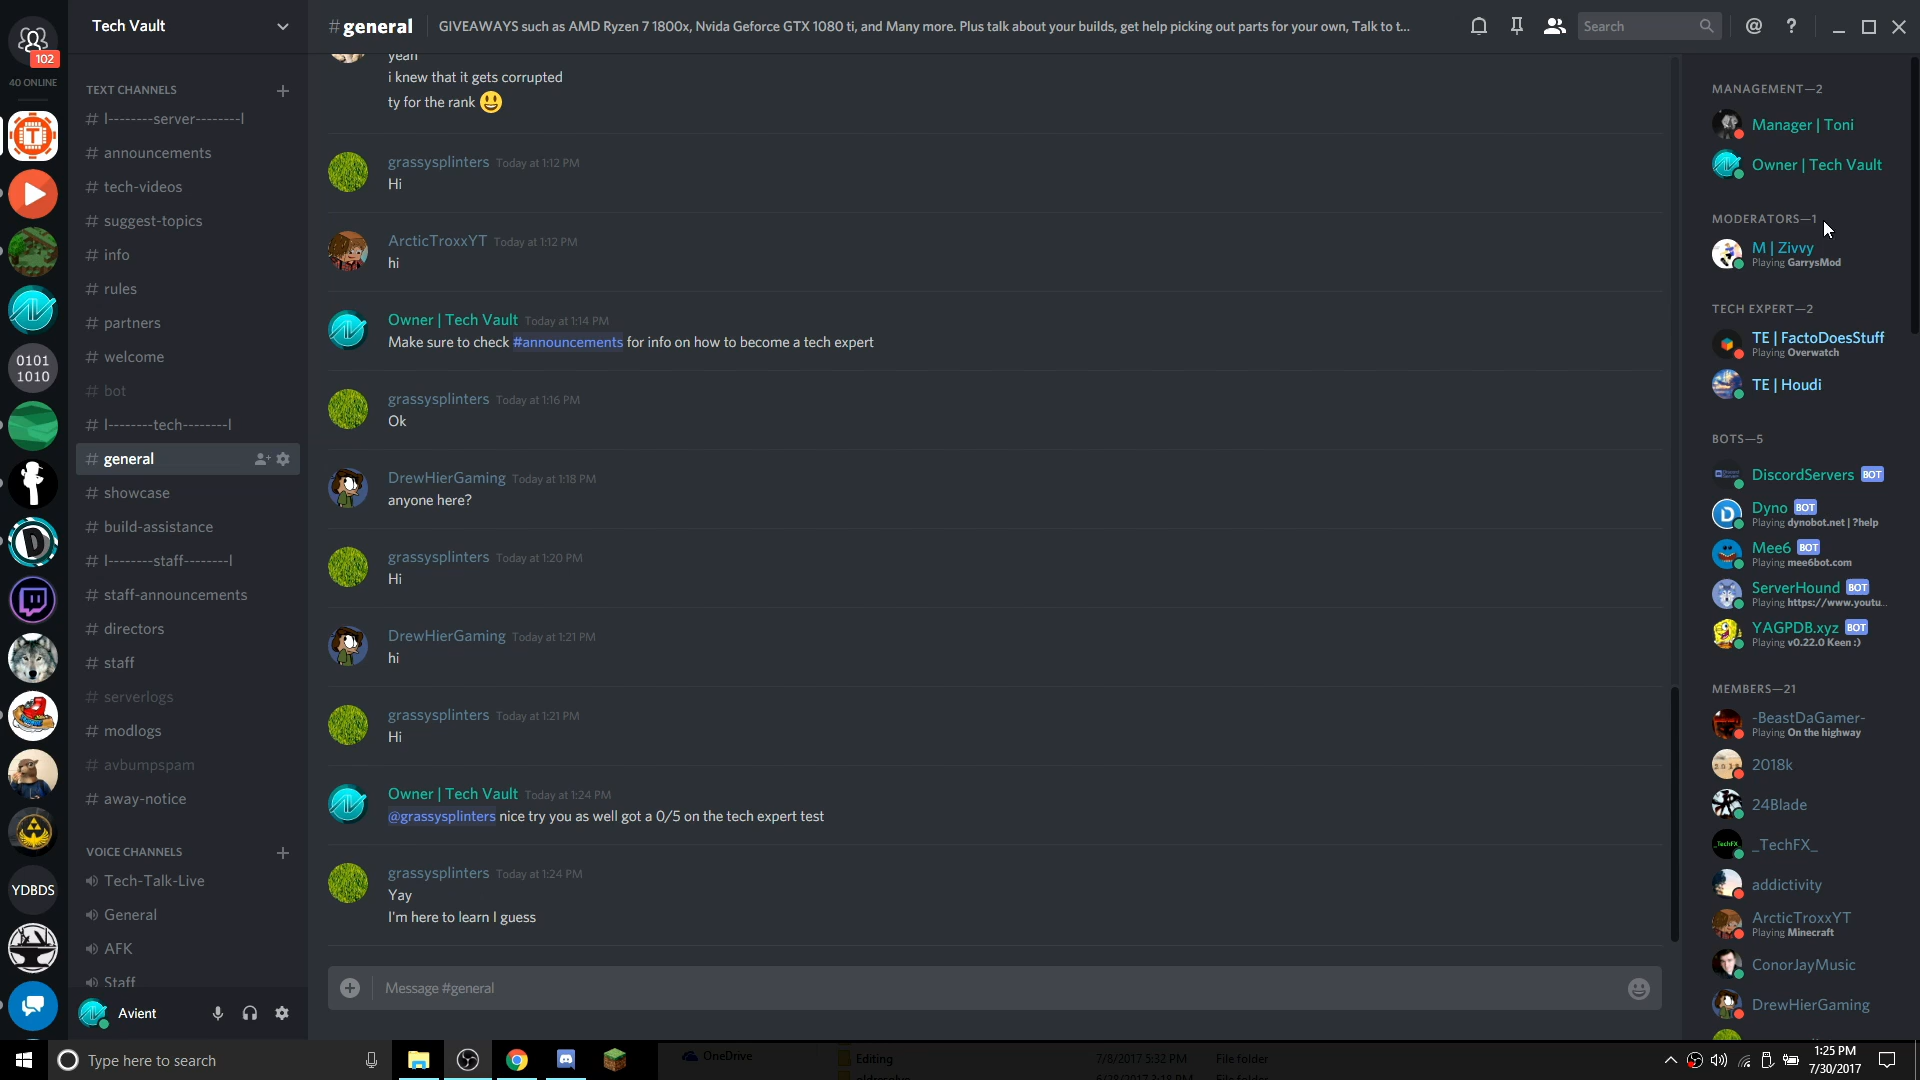 102
40 ONLINE
0101
1010
YDBDS
Tech Vault
TEXT CHANNELS
# l--------server--------l
# announcements
# tech-videos
# suggest-topics
# info
# rules
# partners
# welcome
# bot
# l--------tech--------l
# general
# showcase
# build-assistance
# l--------staff--------l
# staff-announcements
# directors
# staff
# serverlogs
# modlogs
# avbumpspam
# away-notice
VOICE CHANNELS
Tech-Talk-Live
General
AFK
Staff
Avient
#general
GIVEAWAYS such as AMD Ryzen 7 1800x, Nvida Geforce GTX 1080 ti, and Many more. Plus talk about your builds, get help picking out parts for your own, Talk to t...
Search
yeah
i knew that it gets corrupted
ty for the rank
grassysplinters Today at 1:12 PM
Hi
ArcticTroxxYT Today at 1:12 PM
hi
Owner | Tech Vault Today at 1:14 PM
Make sure to check #announcements for info on how to become a tech expert
grassysplinters Today at 1:16 PM
Ok
DrewHierGaming Today at 1:18 PM
anyone here?
grassysplinters Today at 1:20 PM
Hi
DrewHierGaming Today at 1:21 PM
hi
grassysplinters Today at 1:21 PM
Hi
Owner | Tech Vault Today at 1:24 PM
@grassysplinters nice try you as well got a 0/5 on the tech expert test
grassysplinters Today at 1:24 PM
Yay
I'm here to learn I guess
Message #general
MANAGEMENT—2
Manager | Toni
Owner | Tech Vault
MODERATORS—1
M | Zivvy
Playing GarrysMod
TECH EXPERT—2
TE | FactoDoesStuff
Playing Overwatch
TE | Houdi
BOTS—5
DiscordServers BOT
Dyno BOT
Playing dynobot.net | ?help
Mee6 BOT
Playing mee6bot.com
ServerHound BOT
Playing https://www.youtu...
YAGPDB.xyz BOT
Playing v0.22.0 Keen :)
MEMBERS—21
-BeastDaGamer-
Playing On the highway
2018k
24Blade
_TechFX_
addictivity
ArcticTroxxYT
Playing Minecraft
ConorJayMusic
DrewHierGaming
Type here to search
OneDrive
Editing
7/8/2017 5:32 PM
File folder
1:25 PM
7/30/2017